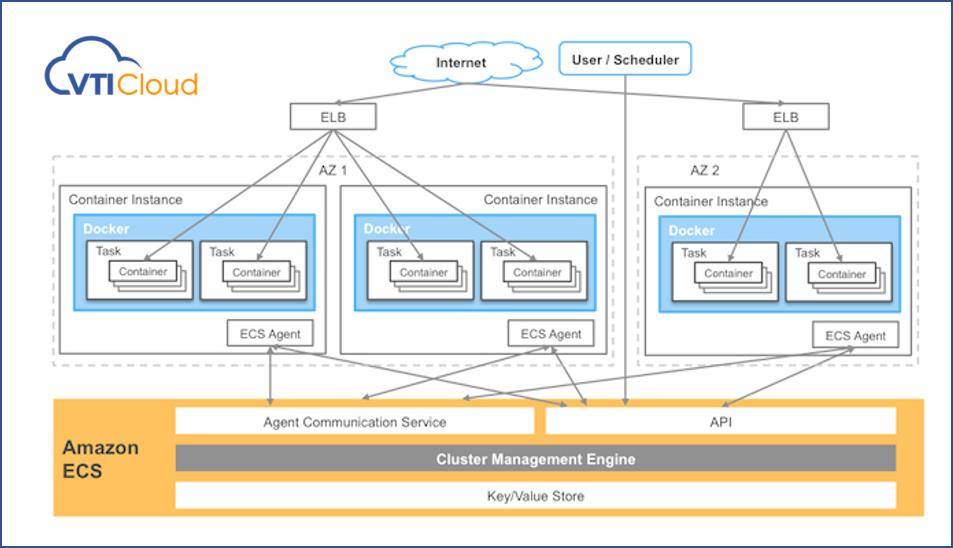 VTI Cloud
Internet
User / Scheduler
ELB
ELB
AZ 1
AZ 2
Container Instance
Container Instance
Container Instance
Docker
Docker
Docker
Task
Task
Task
Task
Task
Task
Container
Container
Container
Container
Container
Container
ECS Agent
ECS Agent
ECS Agent
Amazon
ECS
Agent Communication Service
API
Cluster Management Engine
Key/Value Store